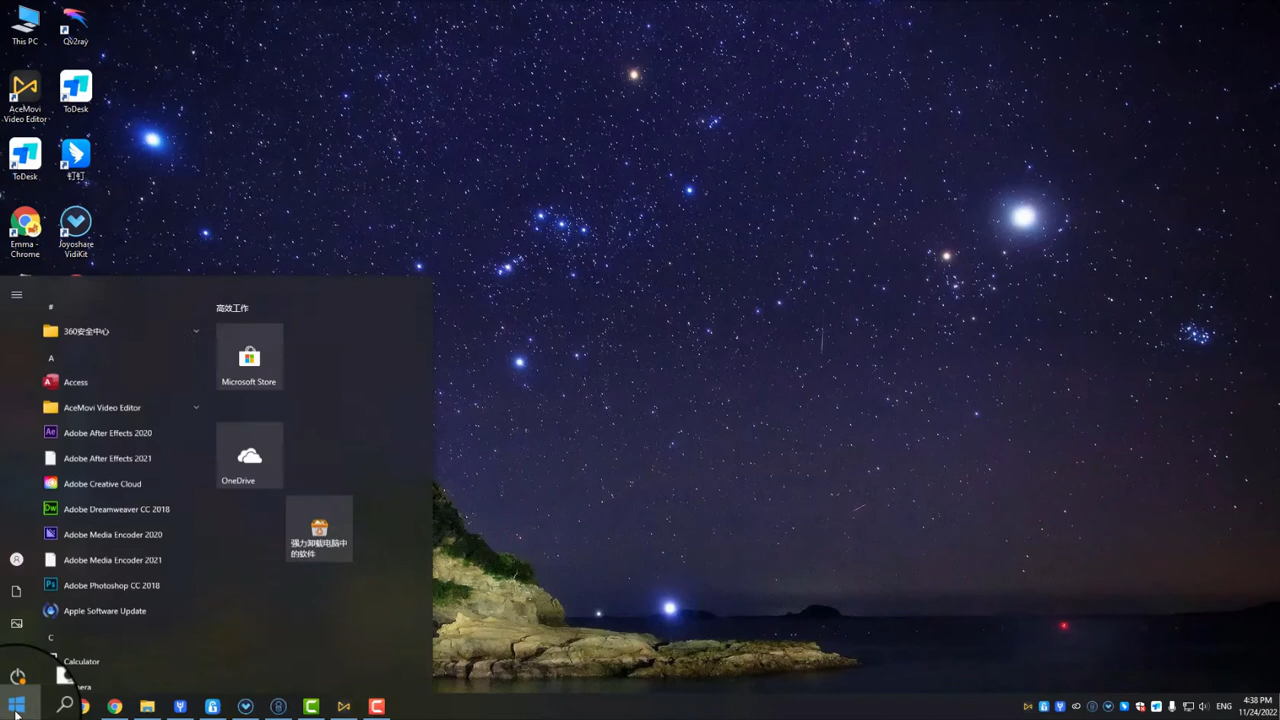 This PC
Qv2ray
AceMovi
Video Editor
ToDesk
ToDesk
钉钉
Emma -
Chrome
Joyoshare
VidiKit
#
360安全中心
A
Access
AceMovi Video Editor
Adobe After Effects 2020
Adobe After Effects 2021
Adobe Creative Cloud
Adobe Dreamweaver CC 2018
Adobe Media Encoder 2020
Adobe Media Encoder 2021
Adobe Photoshop CC 2018
Apple Software Update
C
Calculator
高效工作
Microsoft Store
OneDrive
强力卸载电脑中
的软件
ENG
4:38 PM
11/24/2022